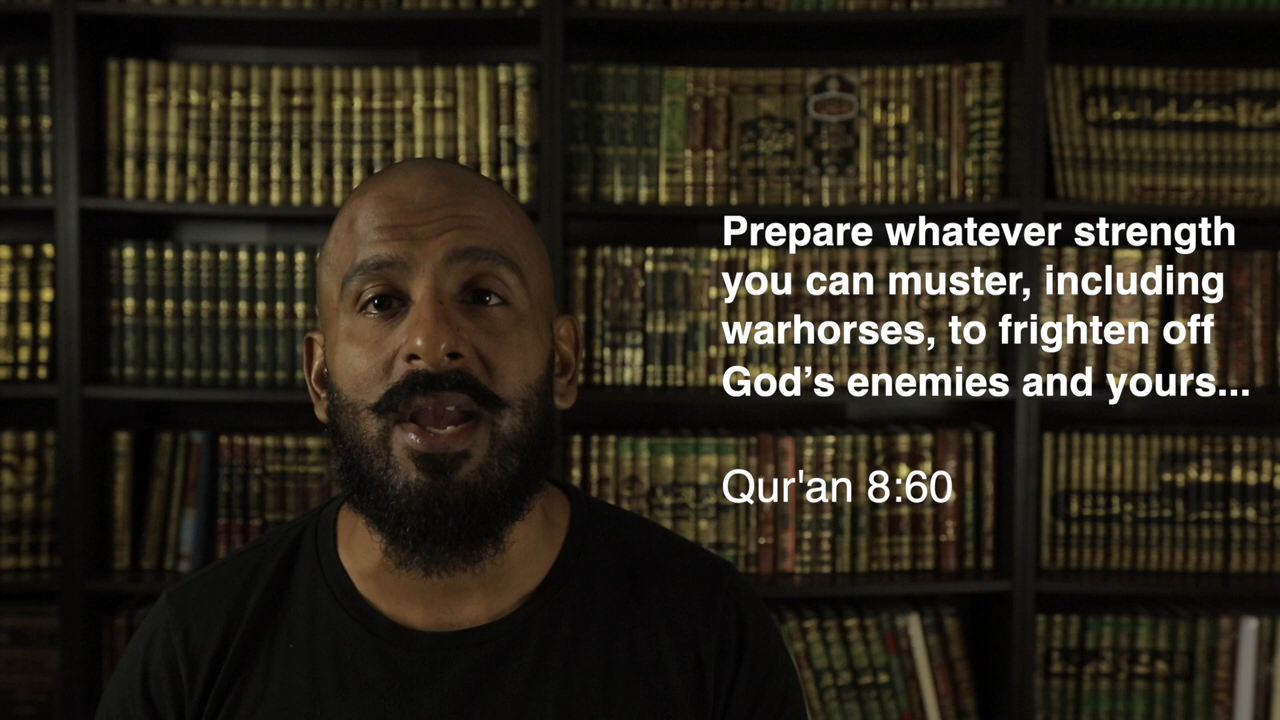 Prepare whatever strength
you can muster, including
warhorses, to frighten off
God’s enemies and yours...
Qur'an 8:60